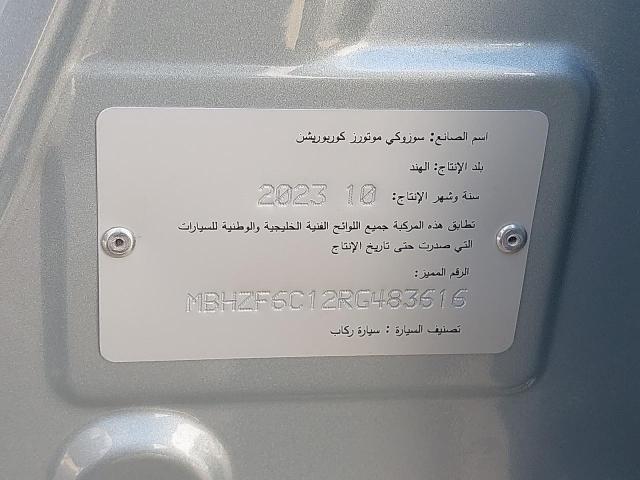 اسم الصانع: سوزوكي موتورز كوربوريشن
بلد الإنتاج: الهند
سنة وشهر الإنتاج: 2023 10
تطابق هذه المركبة جميع اللوائح الفنية الخليجية والوطنية للسيارات
التي صدرت حتى تاريخ الإنتاج
الرقم المميز:
MBHZF6C12RG483616
تصنيف السيارة : سيارة ركاب